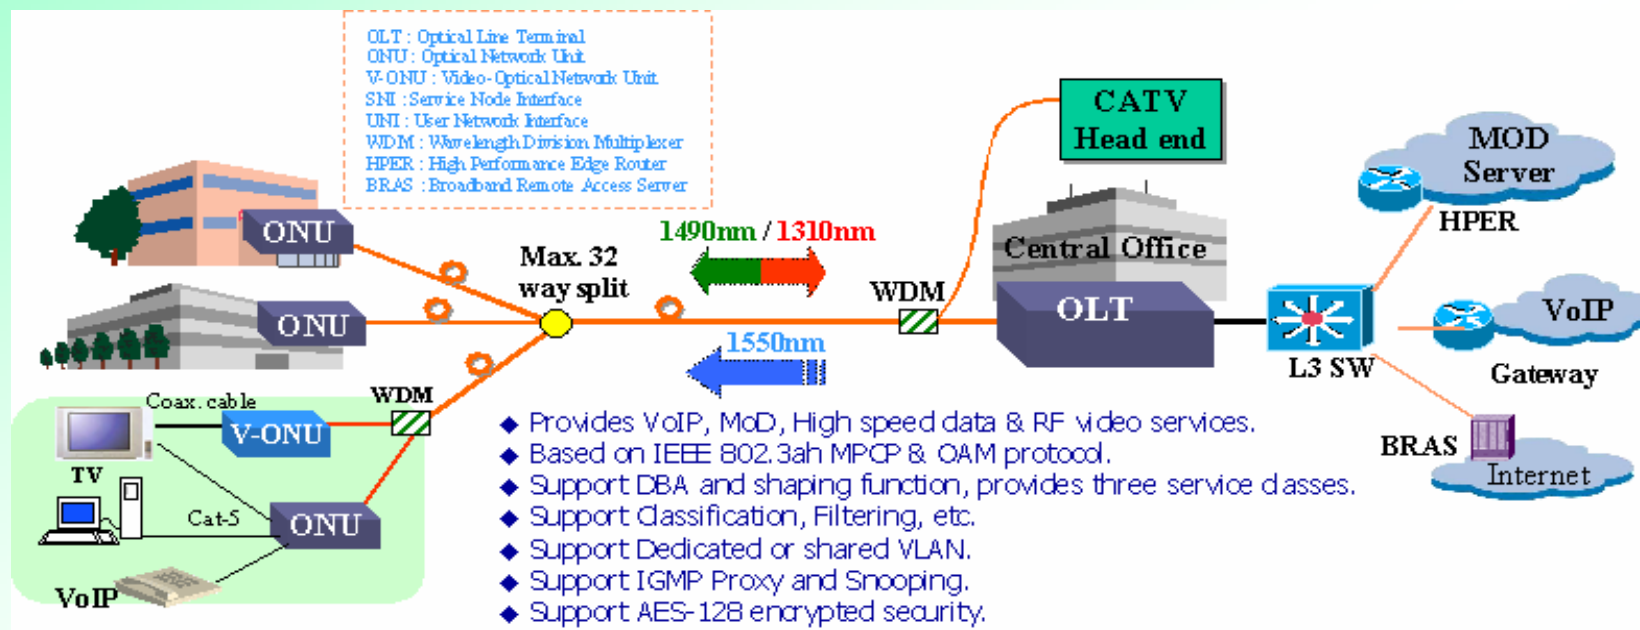 OLT : Optical Line Terminal
ONU : Optical Network Unit
V-ONU : Video-Optical Network Unit
SNI : Service Node Interface
UNI : User Network Interface
WDM : Wavelength Division Multiplexer
HPER : High Performance Edge Router
BRAS : Broadband Remote Access Server
CATV
Head end
MOD
Server
HPER
ONU
Max. 32
way split
1490nm / 1310nm
WDM
Central Office
OLT
ONU
1550nm
L3 SW
VoIP
Gateway
Coax. cable
WDM
V-ONU
TV
Cat-5
ONU
VoIP
BRAS
Internet
◆ Provides VoIP, MoD, High speed data & RF video services.
◆ Based on IEEE 802.3ah MPCP & OAM protocol.
◆ Support DBA and shaping function, provides three service classes.
◆ Support Classification, Filtering, etc.
◆ Support Dedicated or shared VLAN.
◆ Support IGMP Proxy and Snooping.
◆ Support AES-128 encrypted security.